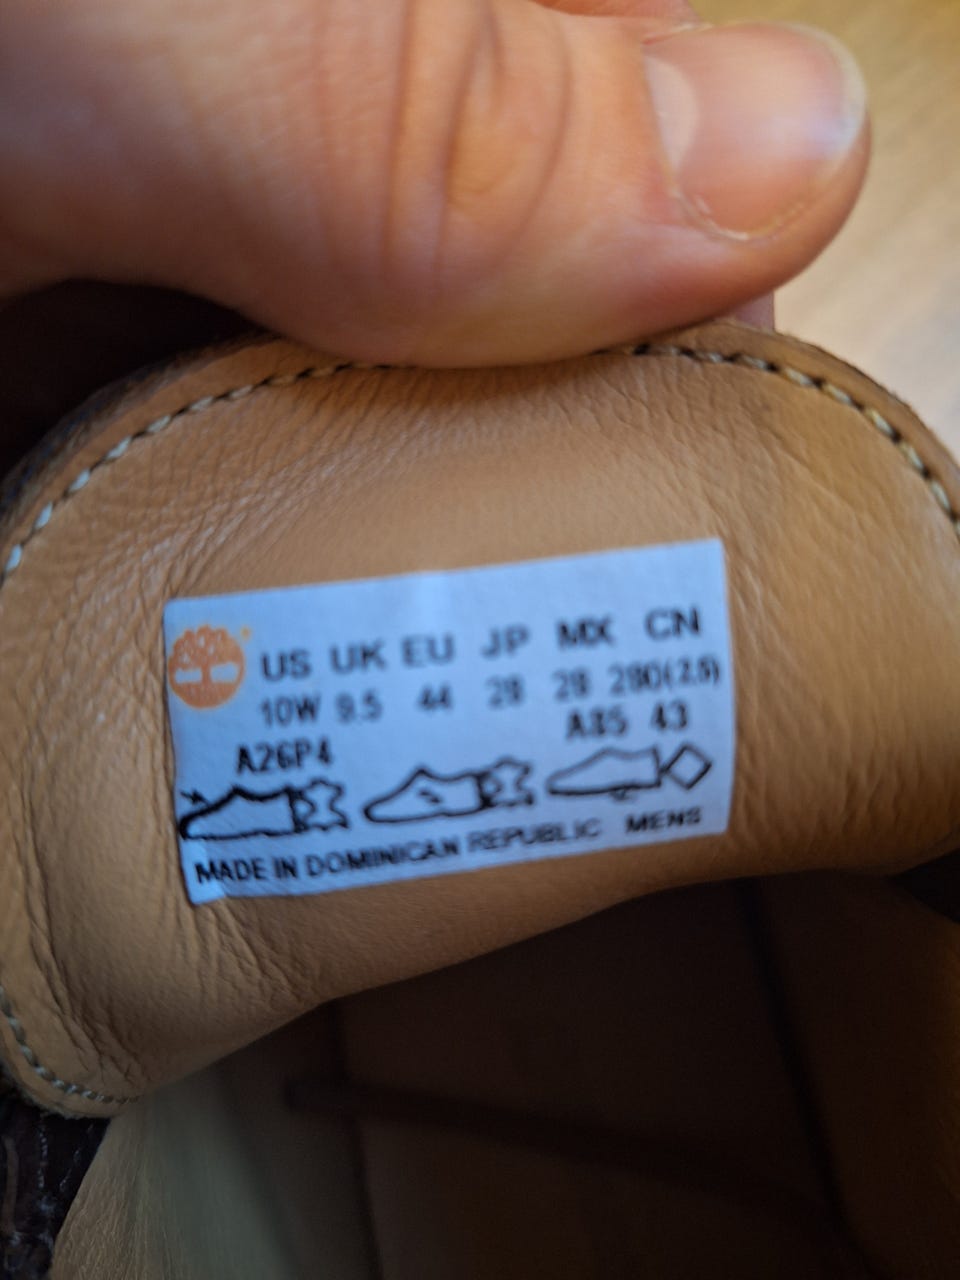 US UK EU JP MX CN
10W 9.5 44 28 28 280(2.5)
A26P4 A85 43
MADE IN DOMINICAN REPUBLIC MENS